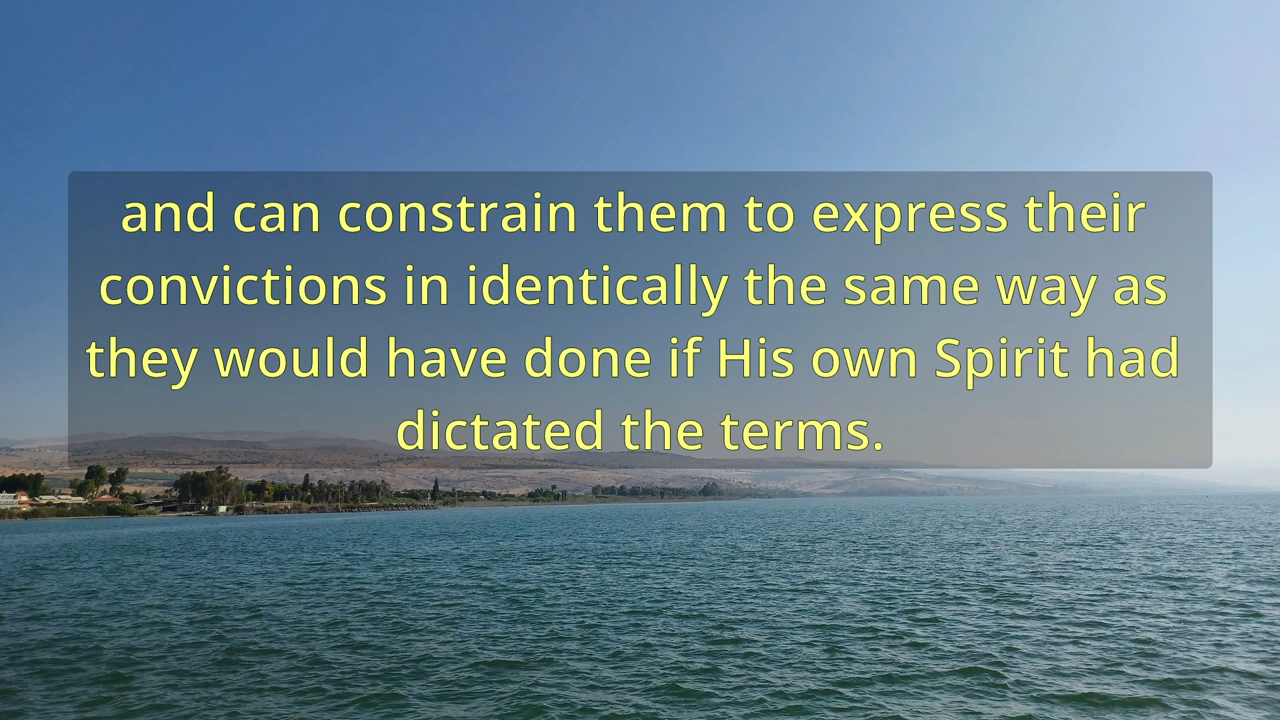 and can constrain them to express their
convictions in identically the same way as
they would have done if His own Spirit had
dictated the terms.